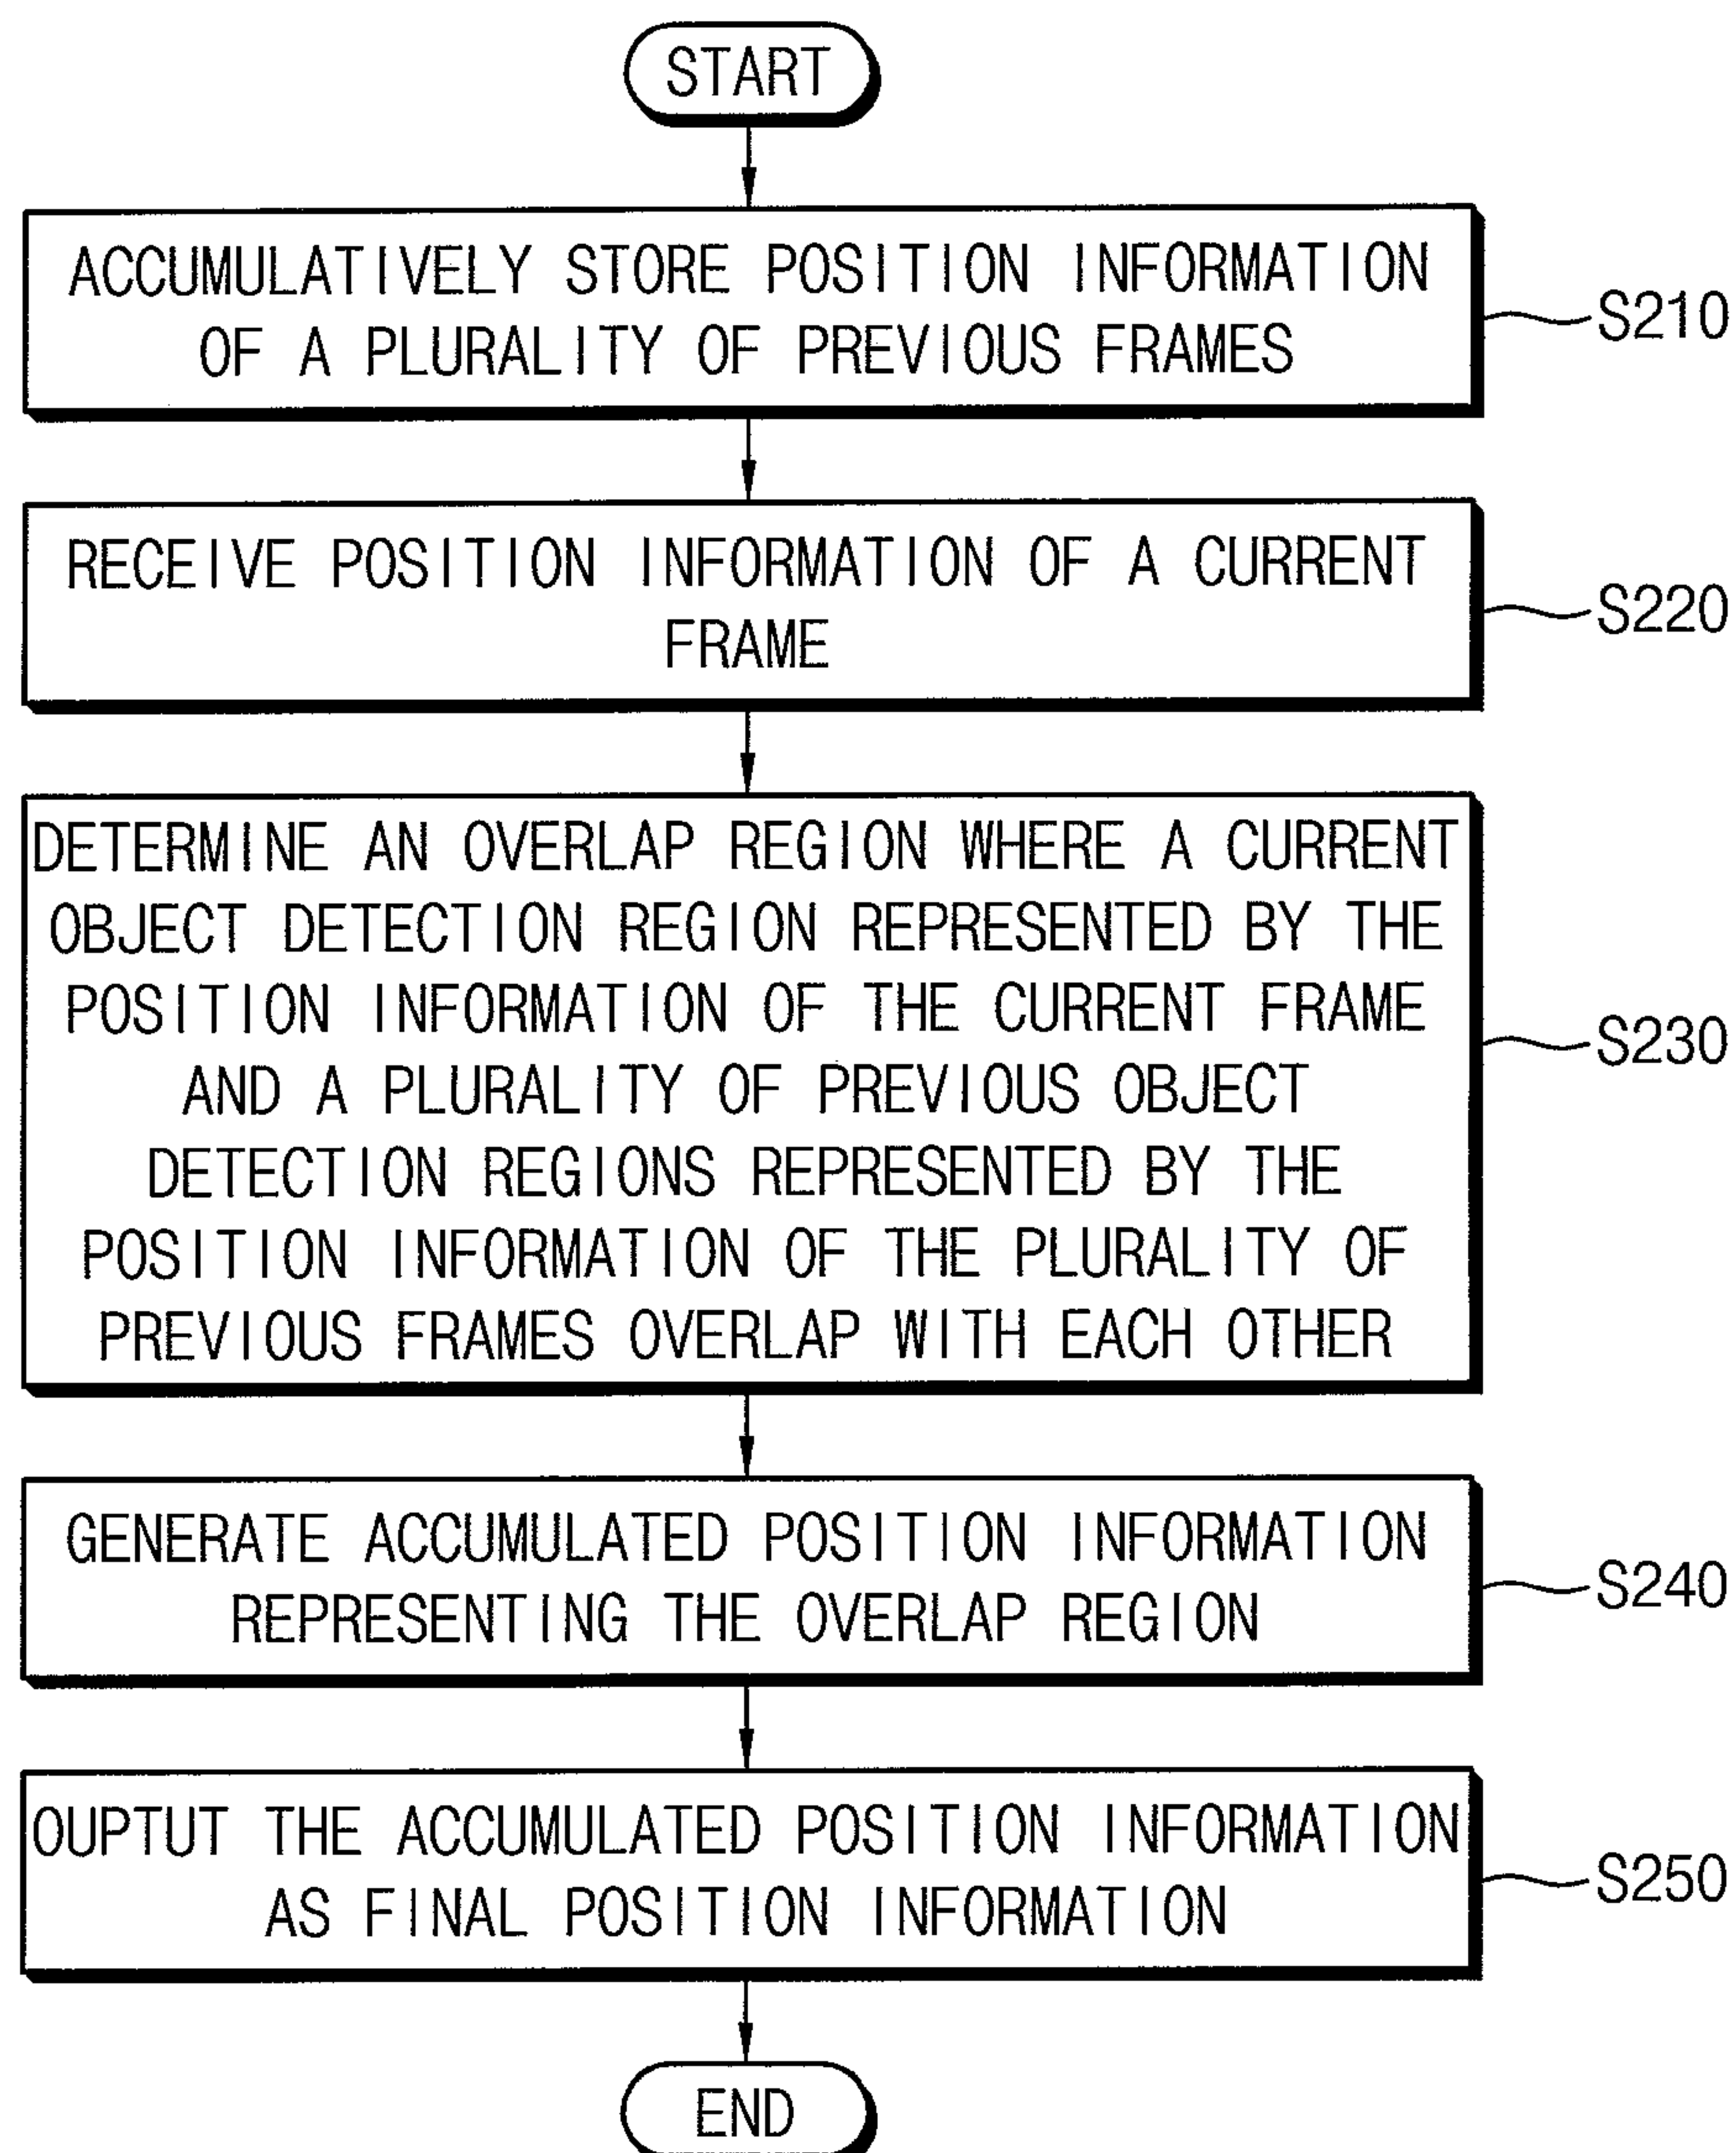 START
ACCUMULATIVELY STORE POSITION INFORMATION
OF A PLURALITY OF PREVIOUS FRAMES
S210
RECEIVE POSITION INFORMATION OF A CURRENT
FRAME
S220
DETERMINE AN OVERLAP REGION WHERE A CURRENT
OBJECT DETECTION REGION REPRESENTED BY THE
POSITION INFORMATION OF THE CURRENT FRAME
AND A PLURALITY OF PREVIOUS OBJECT
DETECTION REGIONS REPRESENTED BY THE
POSITION INFORMATION OF THE PLURALITY OF
PREVIOUS FRAMES OVERLAP WITH EACH OTHER
S230
GENERATE ACCUMULATED POSITION INFORMATION
REPRESENTING THE OVERLAP REGION
S240
OUPTUT THE ACCUMULATED POSITION INFORMATION
AS FINAL POSITION INFORMATION
S250
END